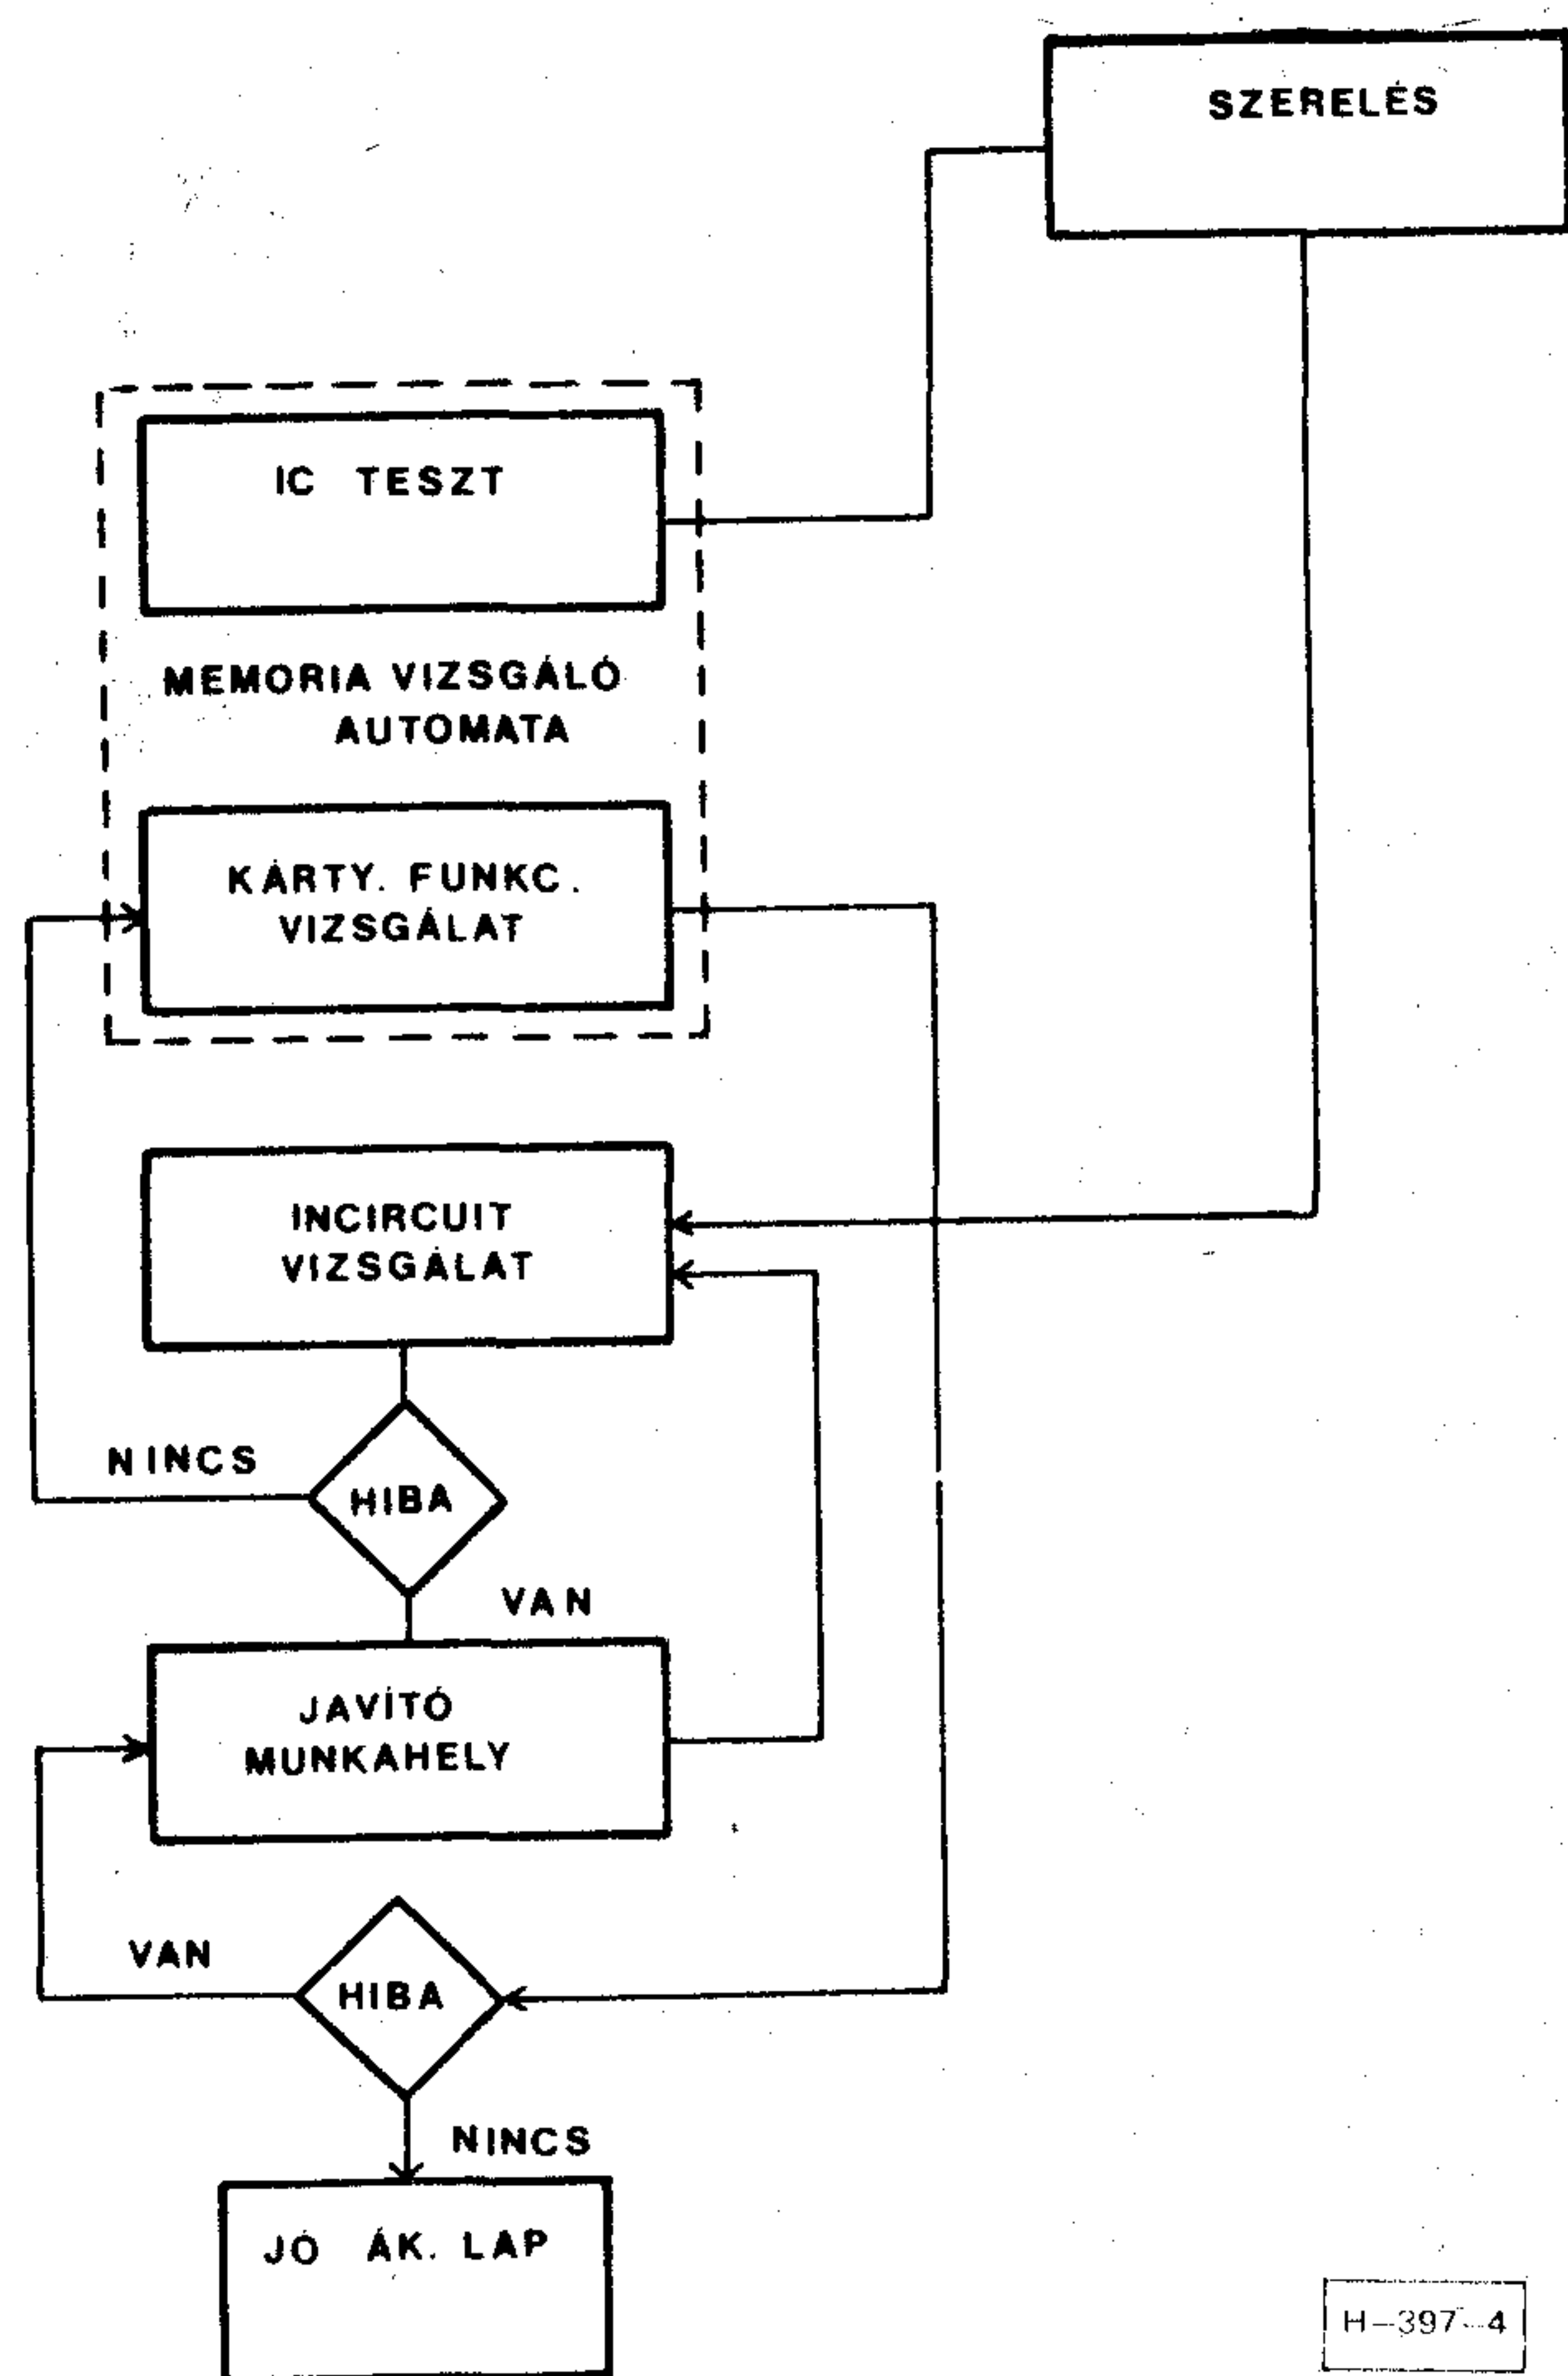 SZERELÉS
IC TESZT
MEMORIA VIZSGÁLÓ
AUTOMATA
KÁRTY. FUNKC.
VIZSGÁLAT
INCIRCUIT
VIZSGÁLAT
NINCS
HIBA
VAN
JAVÍTÓ
MUNKAHELY
VAN
HIBA
NINCS
JÓ ÁK. LAP
H-397-4